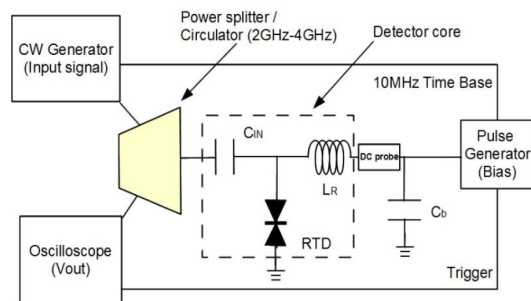 Power splitter /
Circulator (2GHz-4GHz)
Detector core
CW Generator
(Input signal)
10MHz Time Base
CIN
LR
DC probe
Pulse
Generator
(Bias)
Cb
RTD
Oscilloscope
(Vout)
Trigger